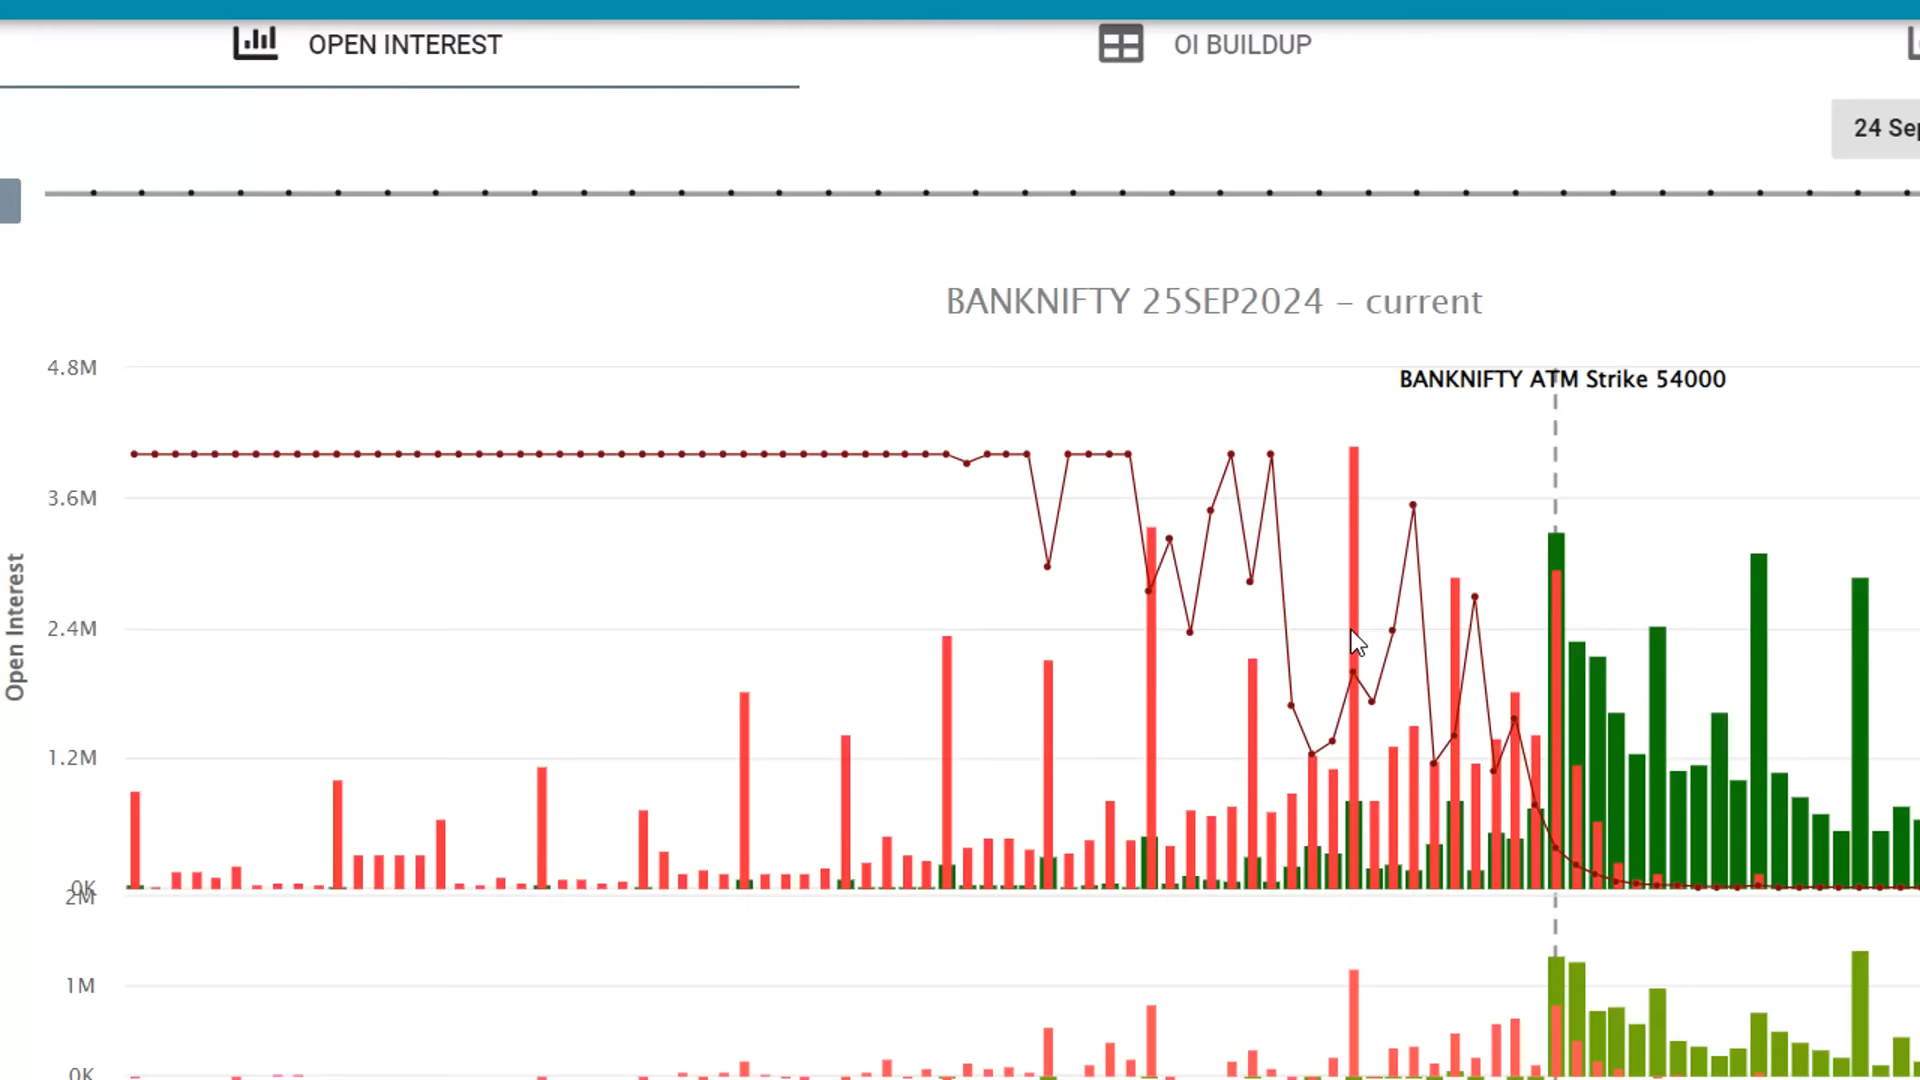 OPEN INTEREST
OI BUILDUP
24 Sep
BANKNIFTY 25SEP2024 - current
BANKNIFTY ATM Strike 54000
4.8M
3.6M
2.4M
1.2M
0K
2M
1M
0K
Open Interest